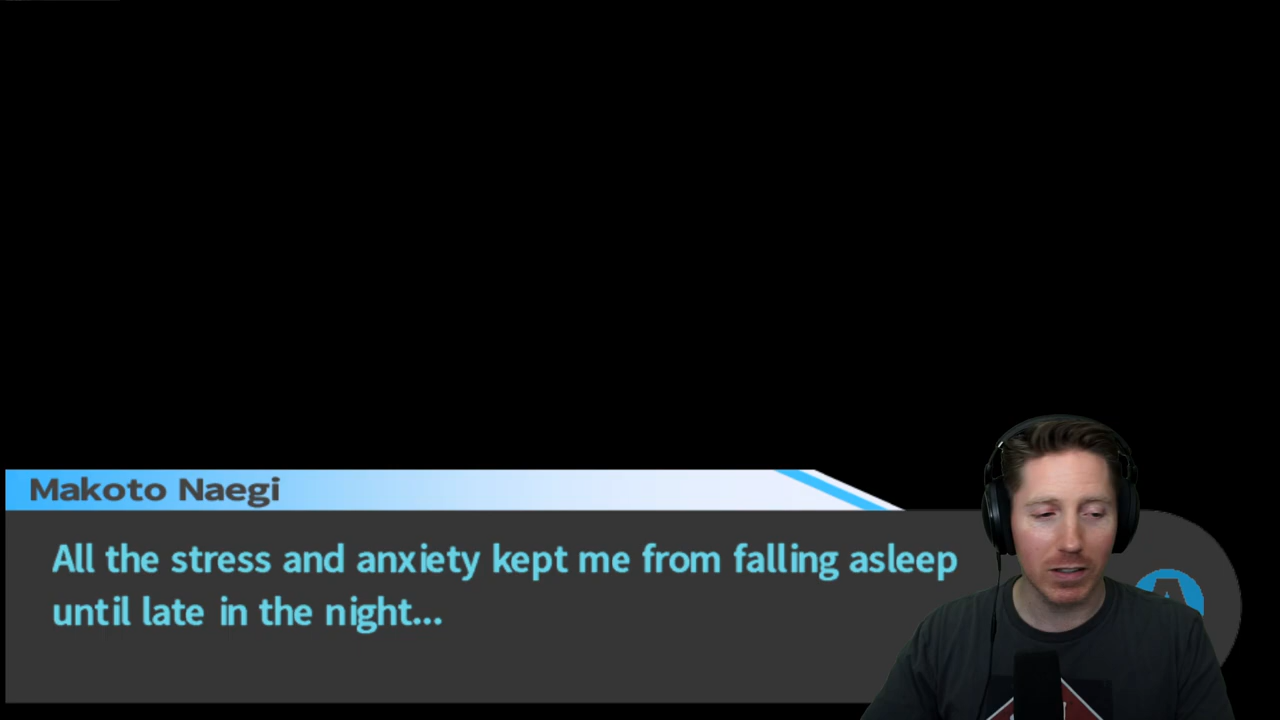 Makoto Naegi
All the stress and anxiety kept me from falling asleep
until late in the night...